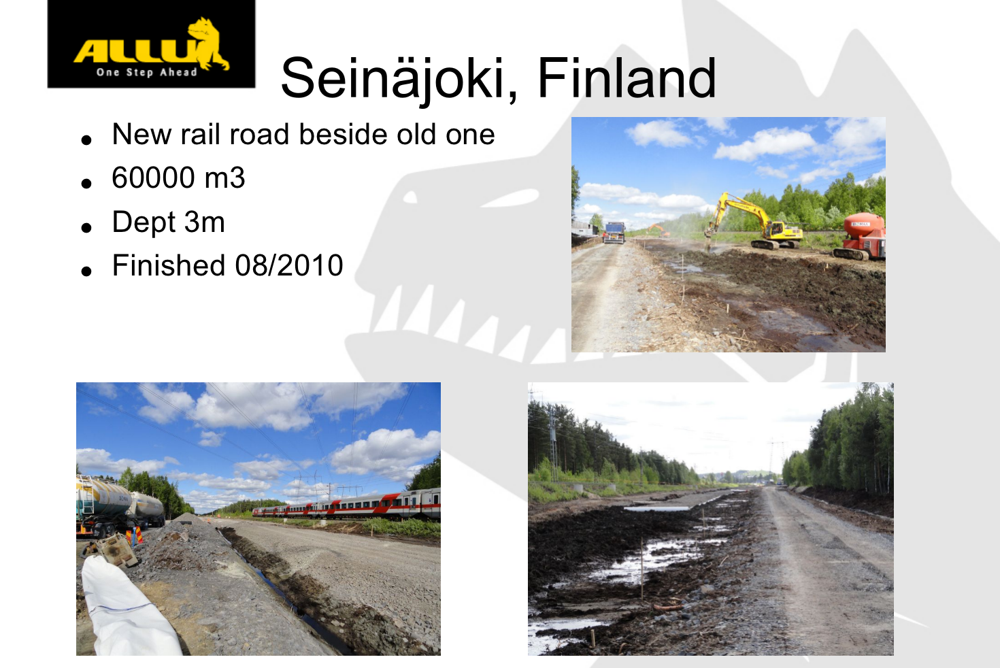 ALLU
One Step Ahead
Seinäjoki, Finland
• New rail road beside old one
• 60000 m3
• Dept 3m
• Finished 08/2010